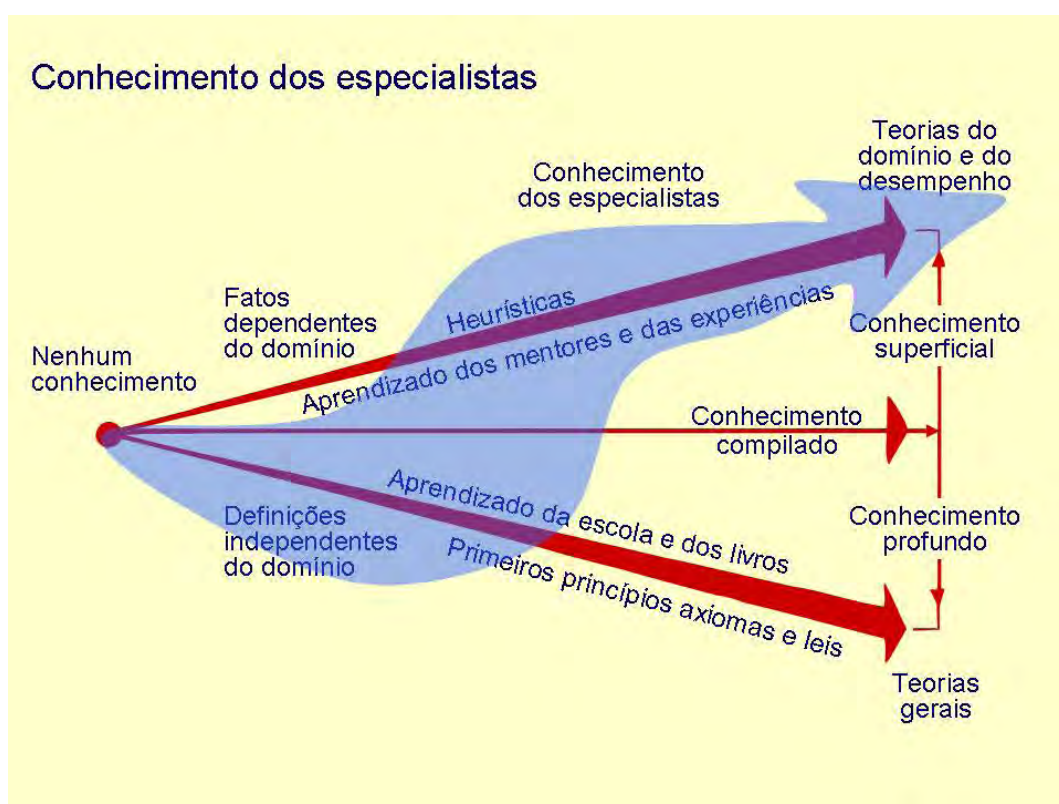 Conhecimento dos especialistas
Teorias do
domínio e do
desempenho
Conhecimento
dos especialistas
Fatos
dependentes
do domínio
Heurísticas
Aprendizado dos mentores e das experiências
Conhecimento
superficial
Nenhum
conhecimento
Conhecimento
compilado
Aprendizado da escola e dos livros
Definições
independentes
do domínio
Primeiros princípios axiomas e leis
Conhecimento
profundo
Teorias
gerais